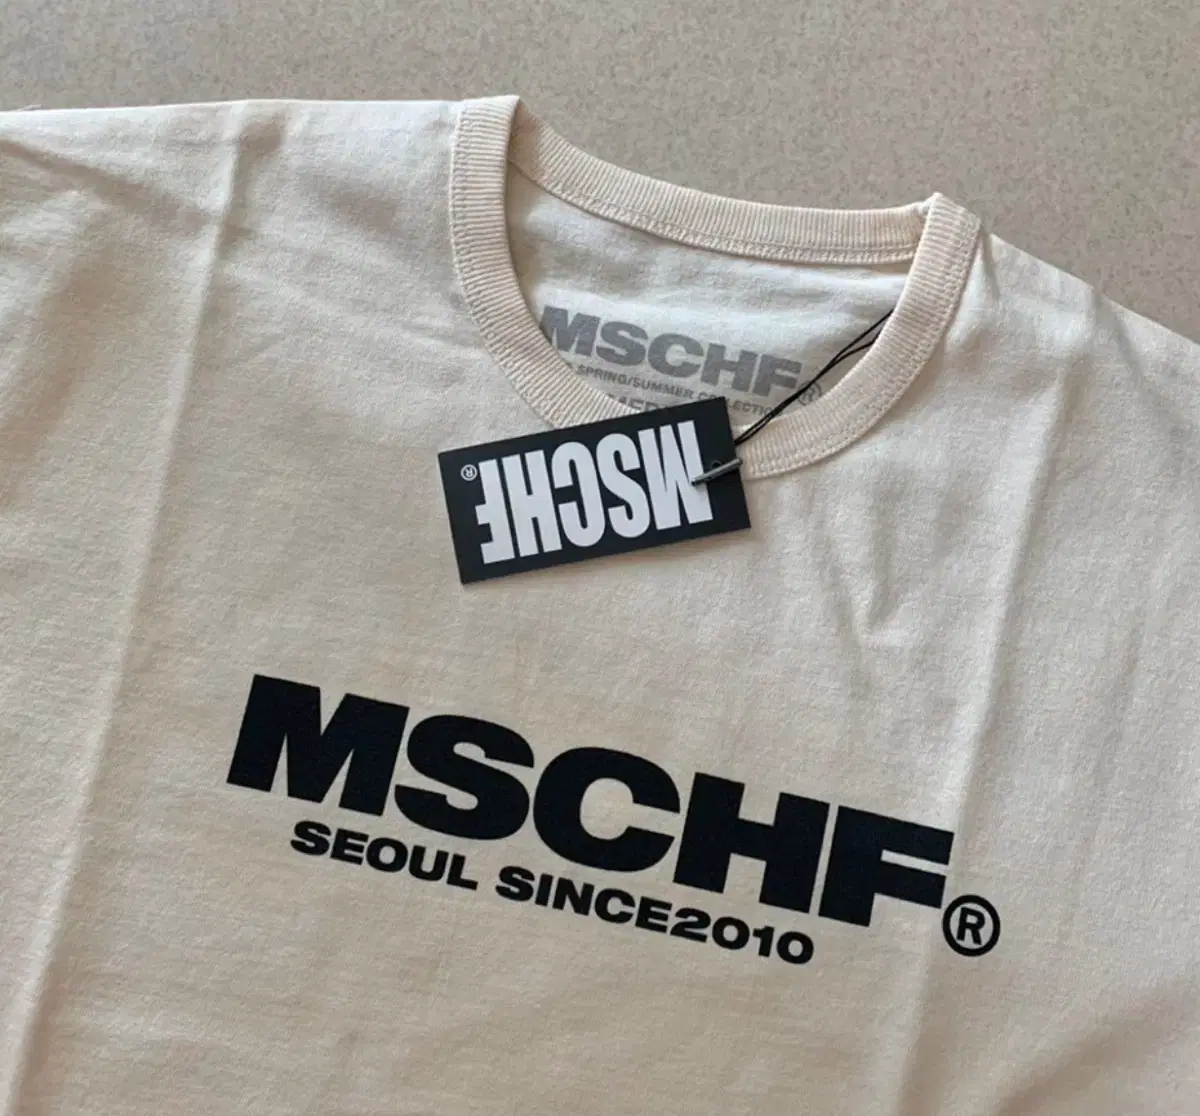 MSCHF®
SPRING/SUMMER COLLECTION
MSCHF®
MSCHF®
SEOUL SINCE2010